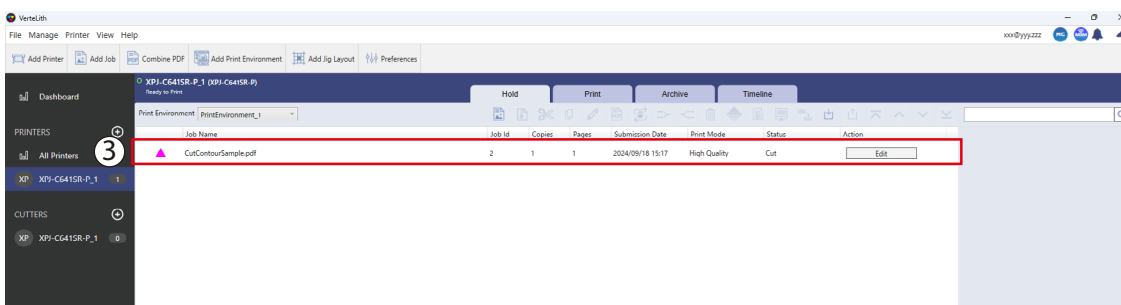 VerteLith
File Manage Printer View Help
xxx@yyy.zzz MC MSM
Add Printer Add Job Combine PDF Add Print Environment Add Jig Layout Preferences
XPJ-C641SR-P_1 (XPJ-C641SR-P)
Ready to Print
Hold Print Archive Timeline
Dashboard
Print Environment PrintEnvironment_1
PRINTERS
Job Name Job Id Copies Pages Submission Date Print Mode Status Action
All Printers
3
CutContourSample.pdf 2 1 1 2024/09/18 15:17 High Quality Cut Edit
XP XPJ-C641SR-P_1 1
CUTTERS
XP XPJ-C641SR-P_1 0